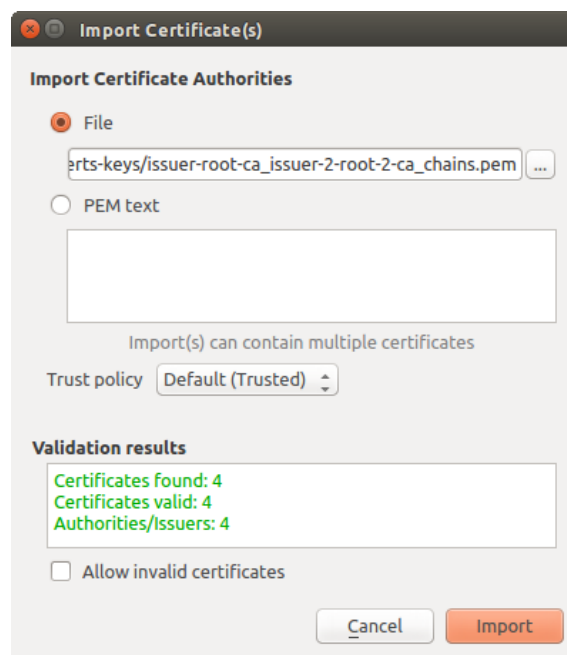 Import Certificate(s)
Import Certificate Authorities
File
erts-keys/issuer-root-ca_issuer-2-root-2-ca_chains.pem ...
PEM text
Import(s) can contain multiple certificates
Trust policy Default (Trusted)
Validation results
Certificates found: 4
Certificates valid: 4
Authorities/Issuers: 4
Allow invalid certificates
Cancel Import